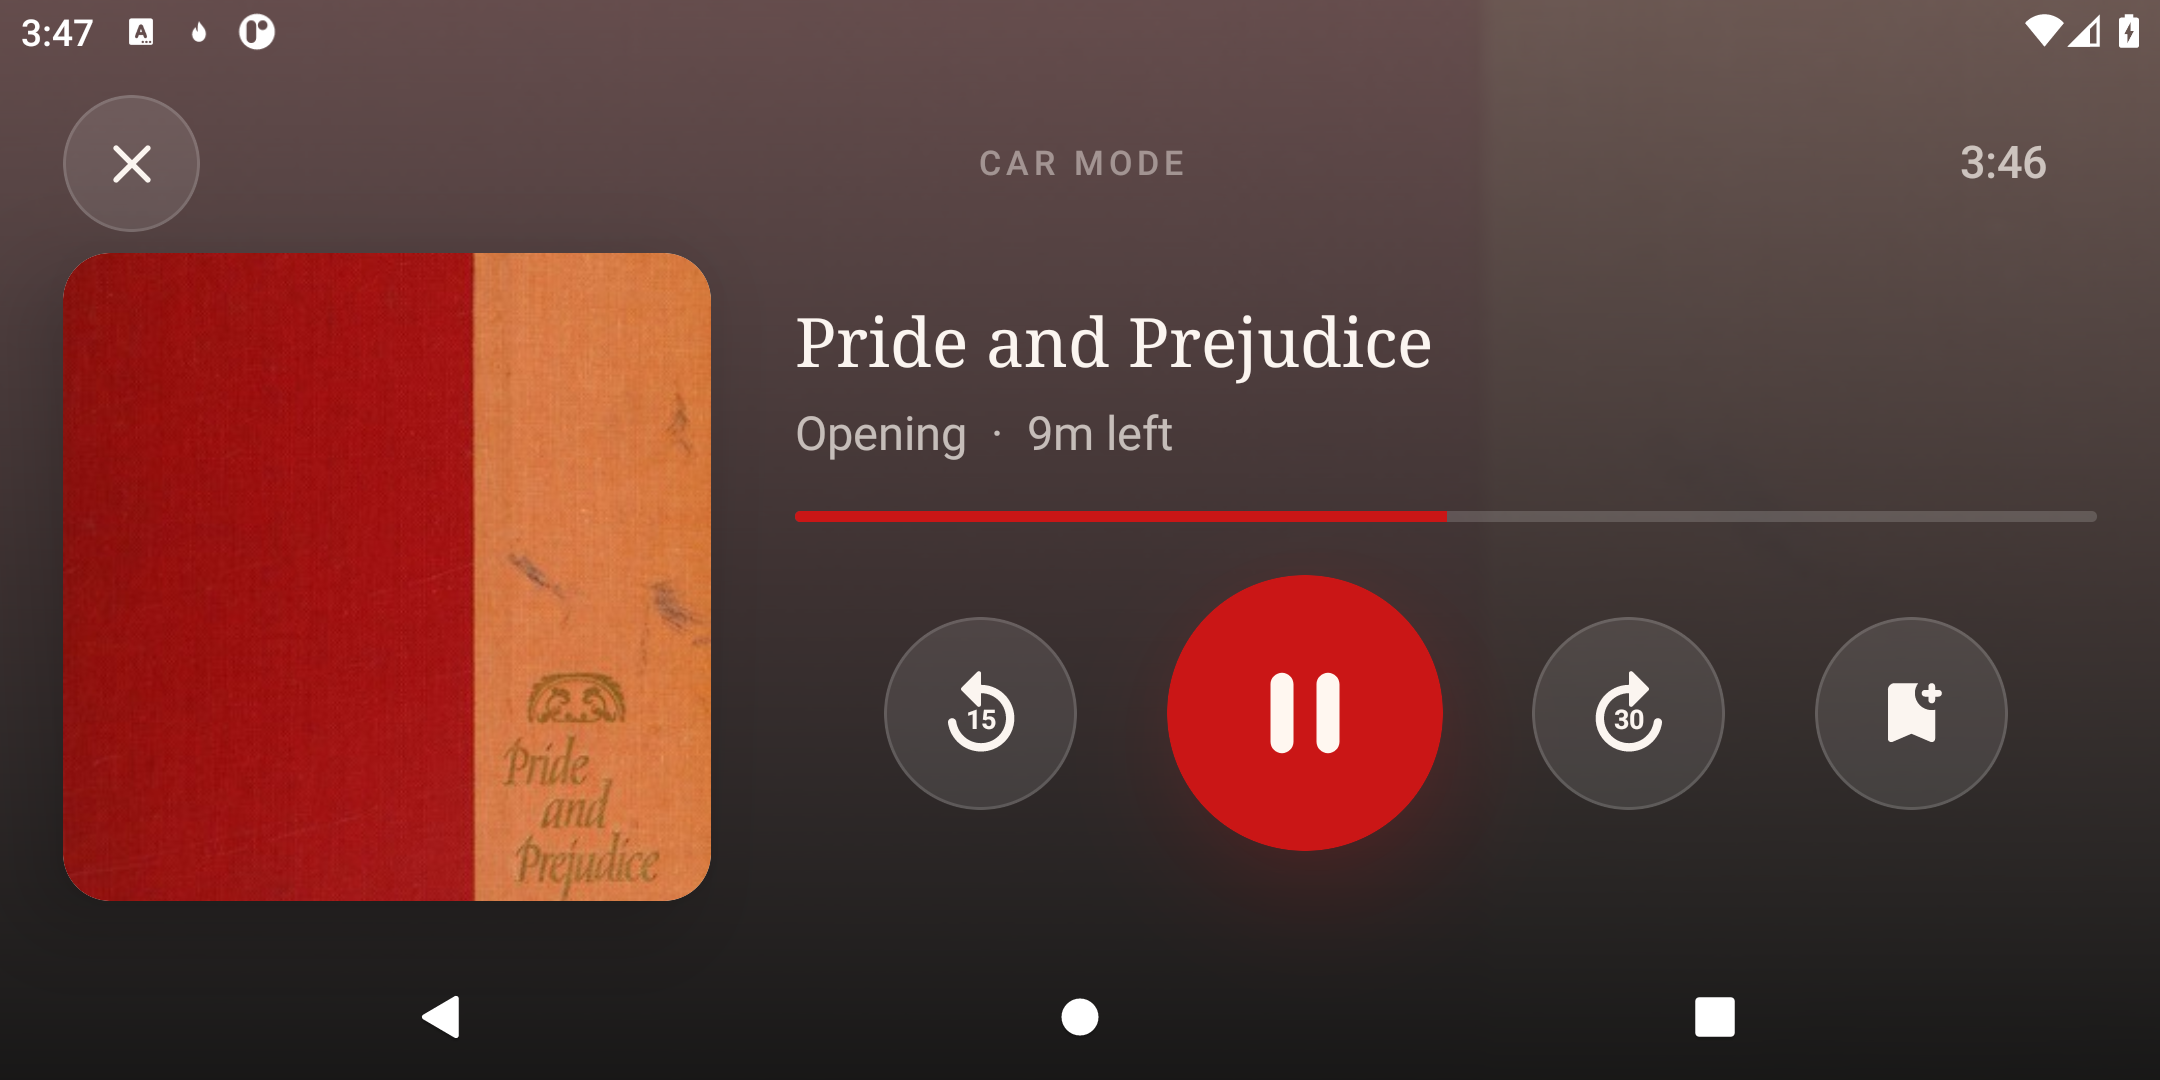 3:47
CAR MODE
3:46
Pride and Prejudice
Opening · 9m left
15
30
Pride
and
Prejudice